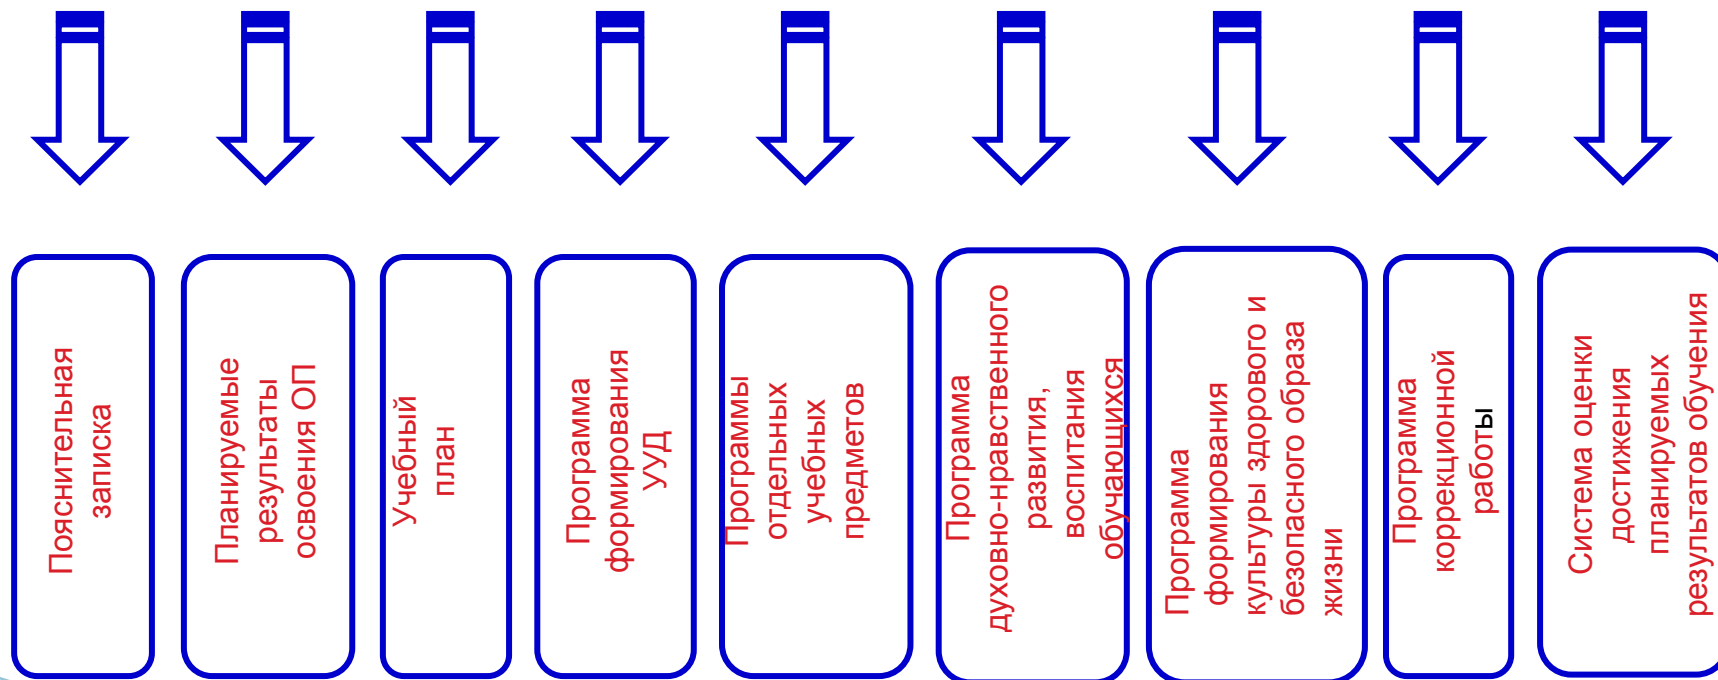 Пояснительная
записка
Планируемые
результаты
освоения ОП
Учебный
план
Программа
формирования
УУД
Программы
отдельных
учебных
предметов
Программа
духовно-нравственного
развития,
воспитания
обучающихся
Программа
формирования
культуры здорового и
безопасного образа
жизни
Программа
коррекционной
работы
Система оценки
достижения
планируемых
результатов обучения